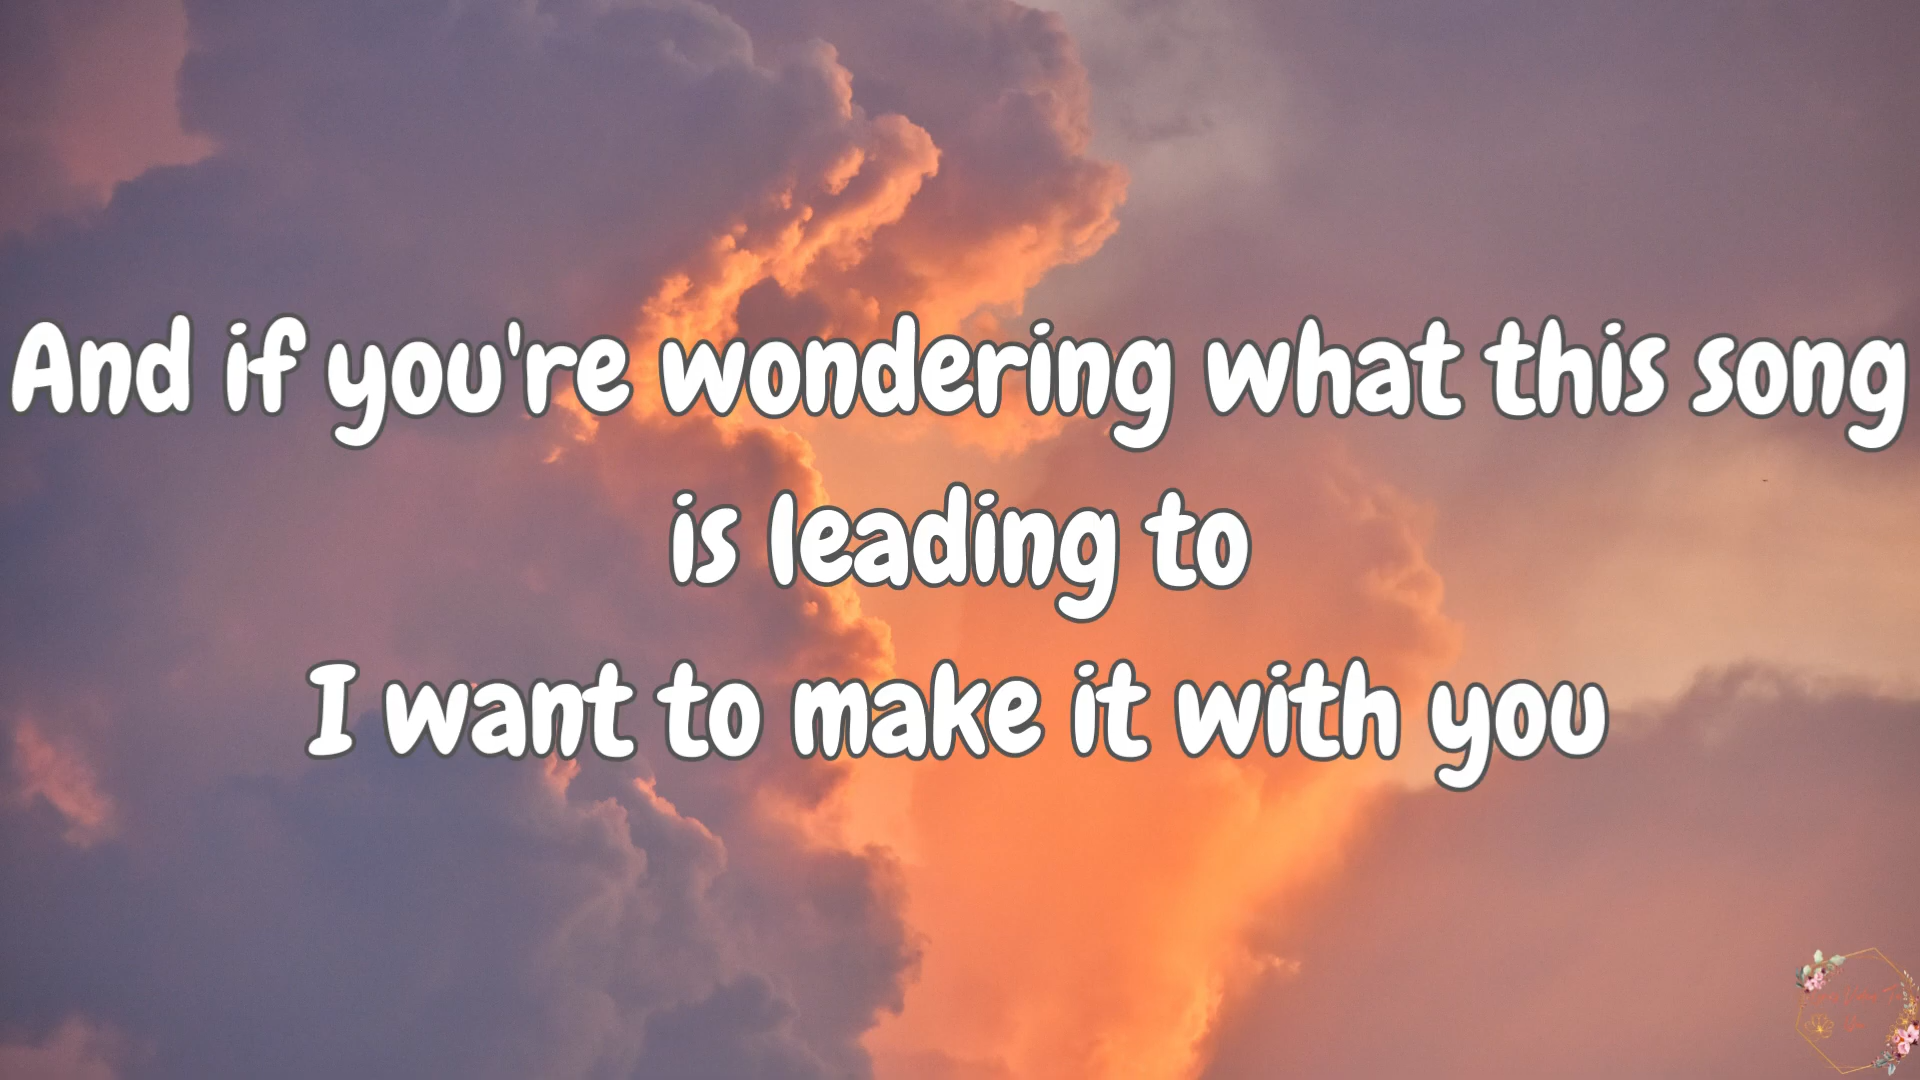 And if you're wondering what this song
is leading to
I want to make it with you